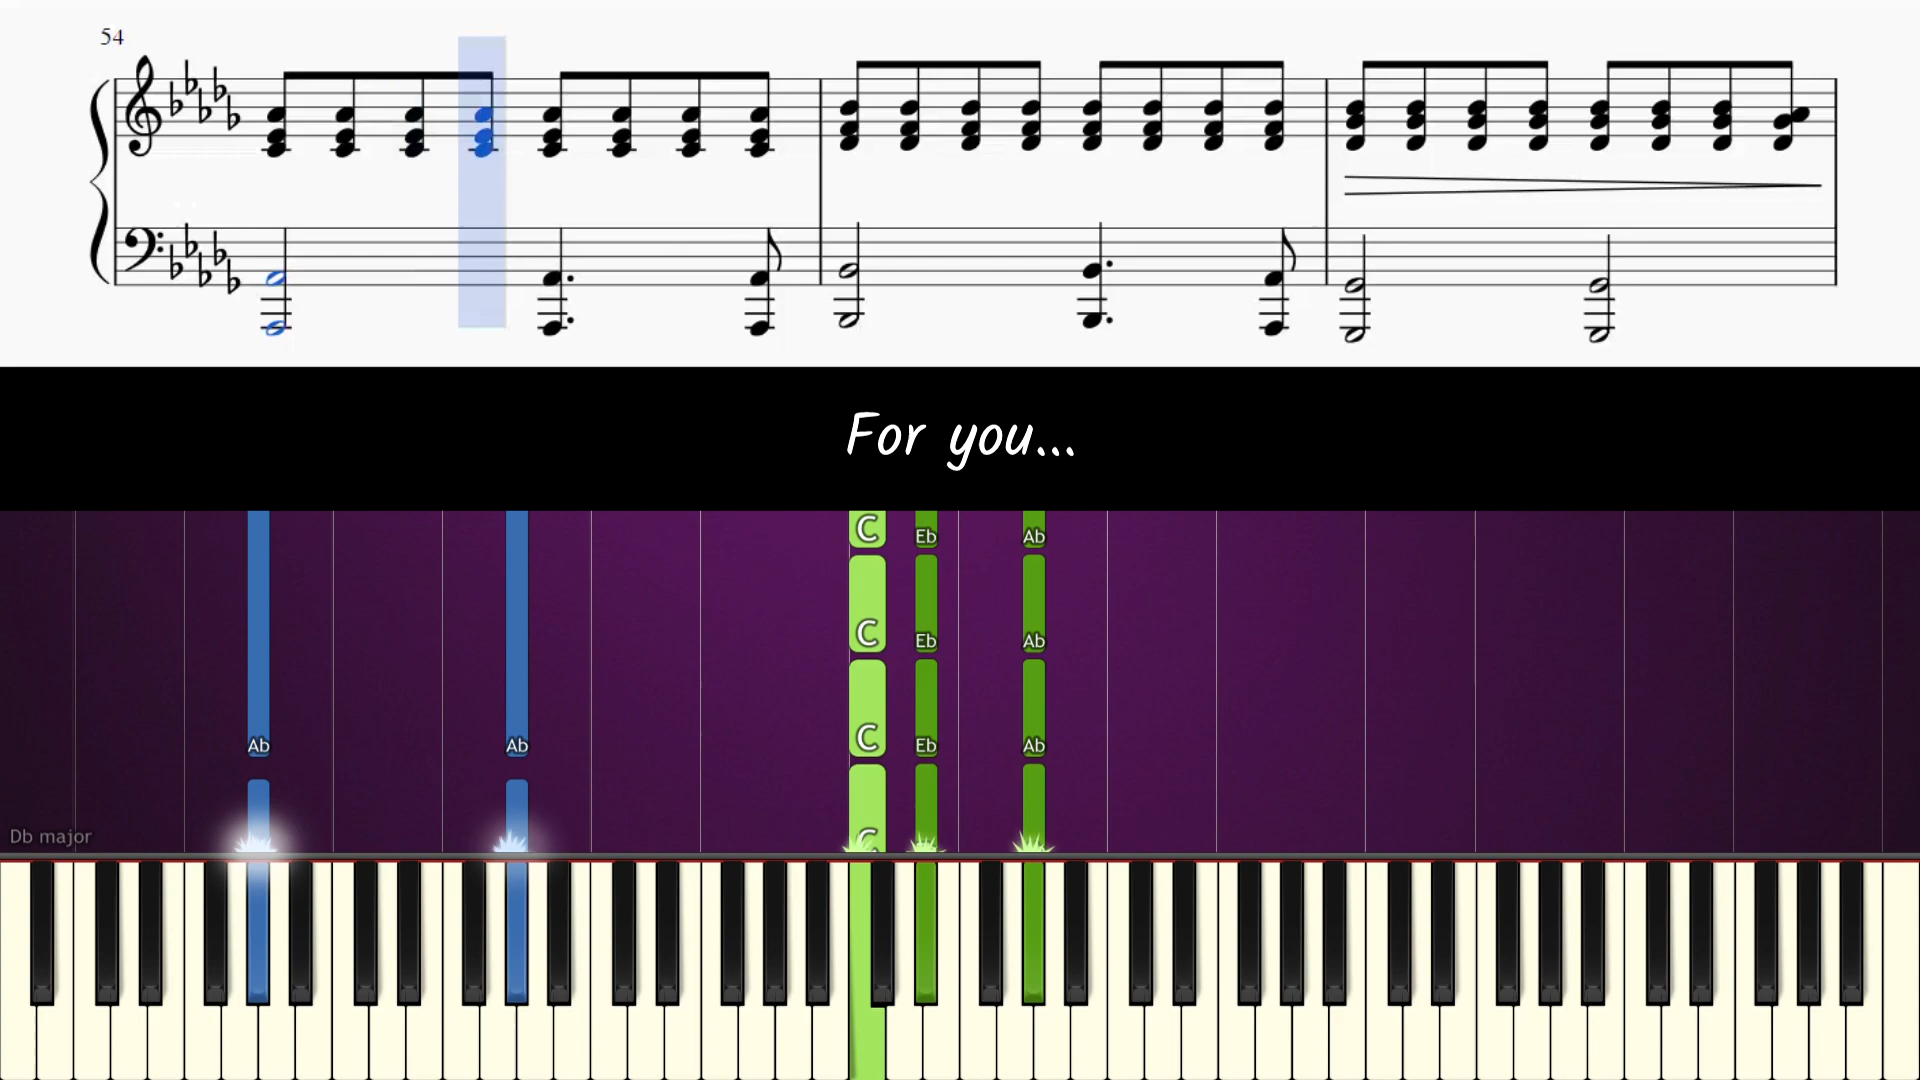 54
For you...
C Eb Ab
C Eb Ab
Ab Ab C Eb Ab
Db major C